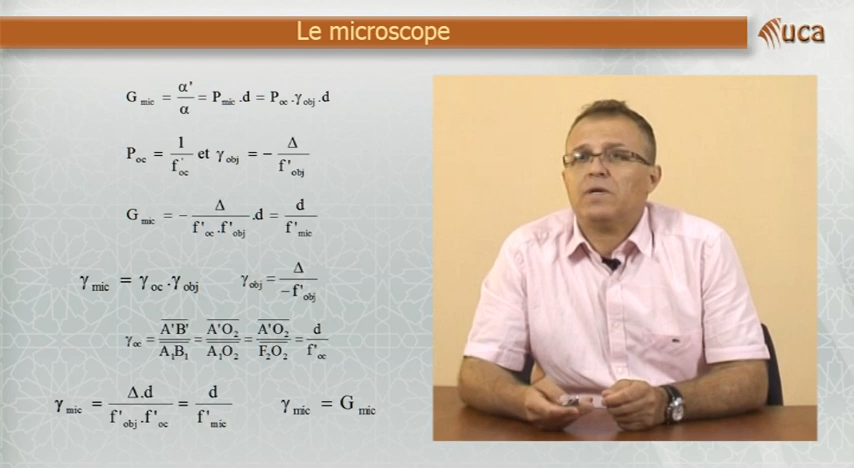 Le microscope
uca
G mic = α' / α = P mic .d = P oc .γ obj .d
P oc = 1 / f' oc et γ obj = - Δ / f' obj
G mic = - Δ / f' oc .f' obj .d = d / f' mic
γ mic = γ oc .γ obj γ obj = Δ / -f' obj
γ oc = A'B' / A₁B₁ = A'O₂ / A₁O₂ = A'O₂ / F₂O₂ = d / f' oc
γ mic = Δ.d / f' obj .f' oc = d / f' mic γ mic = G mic